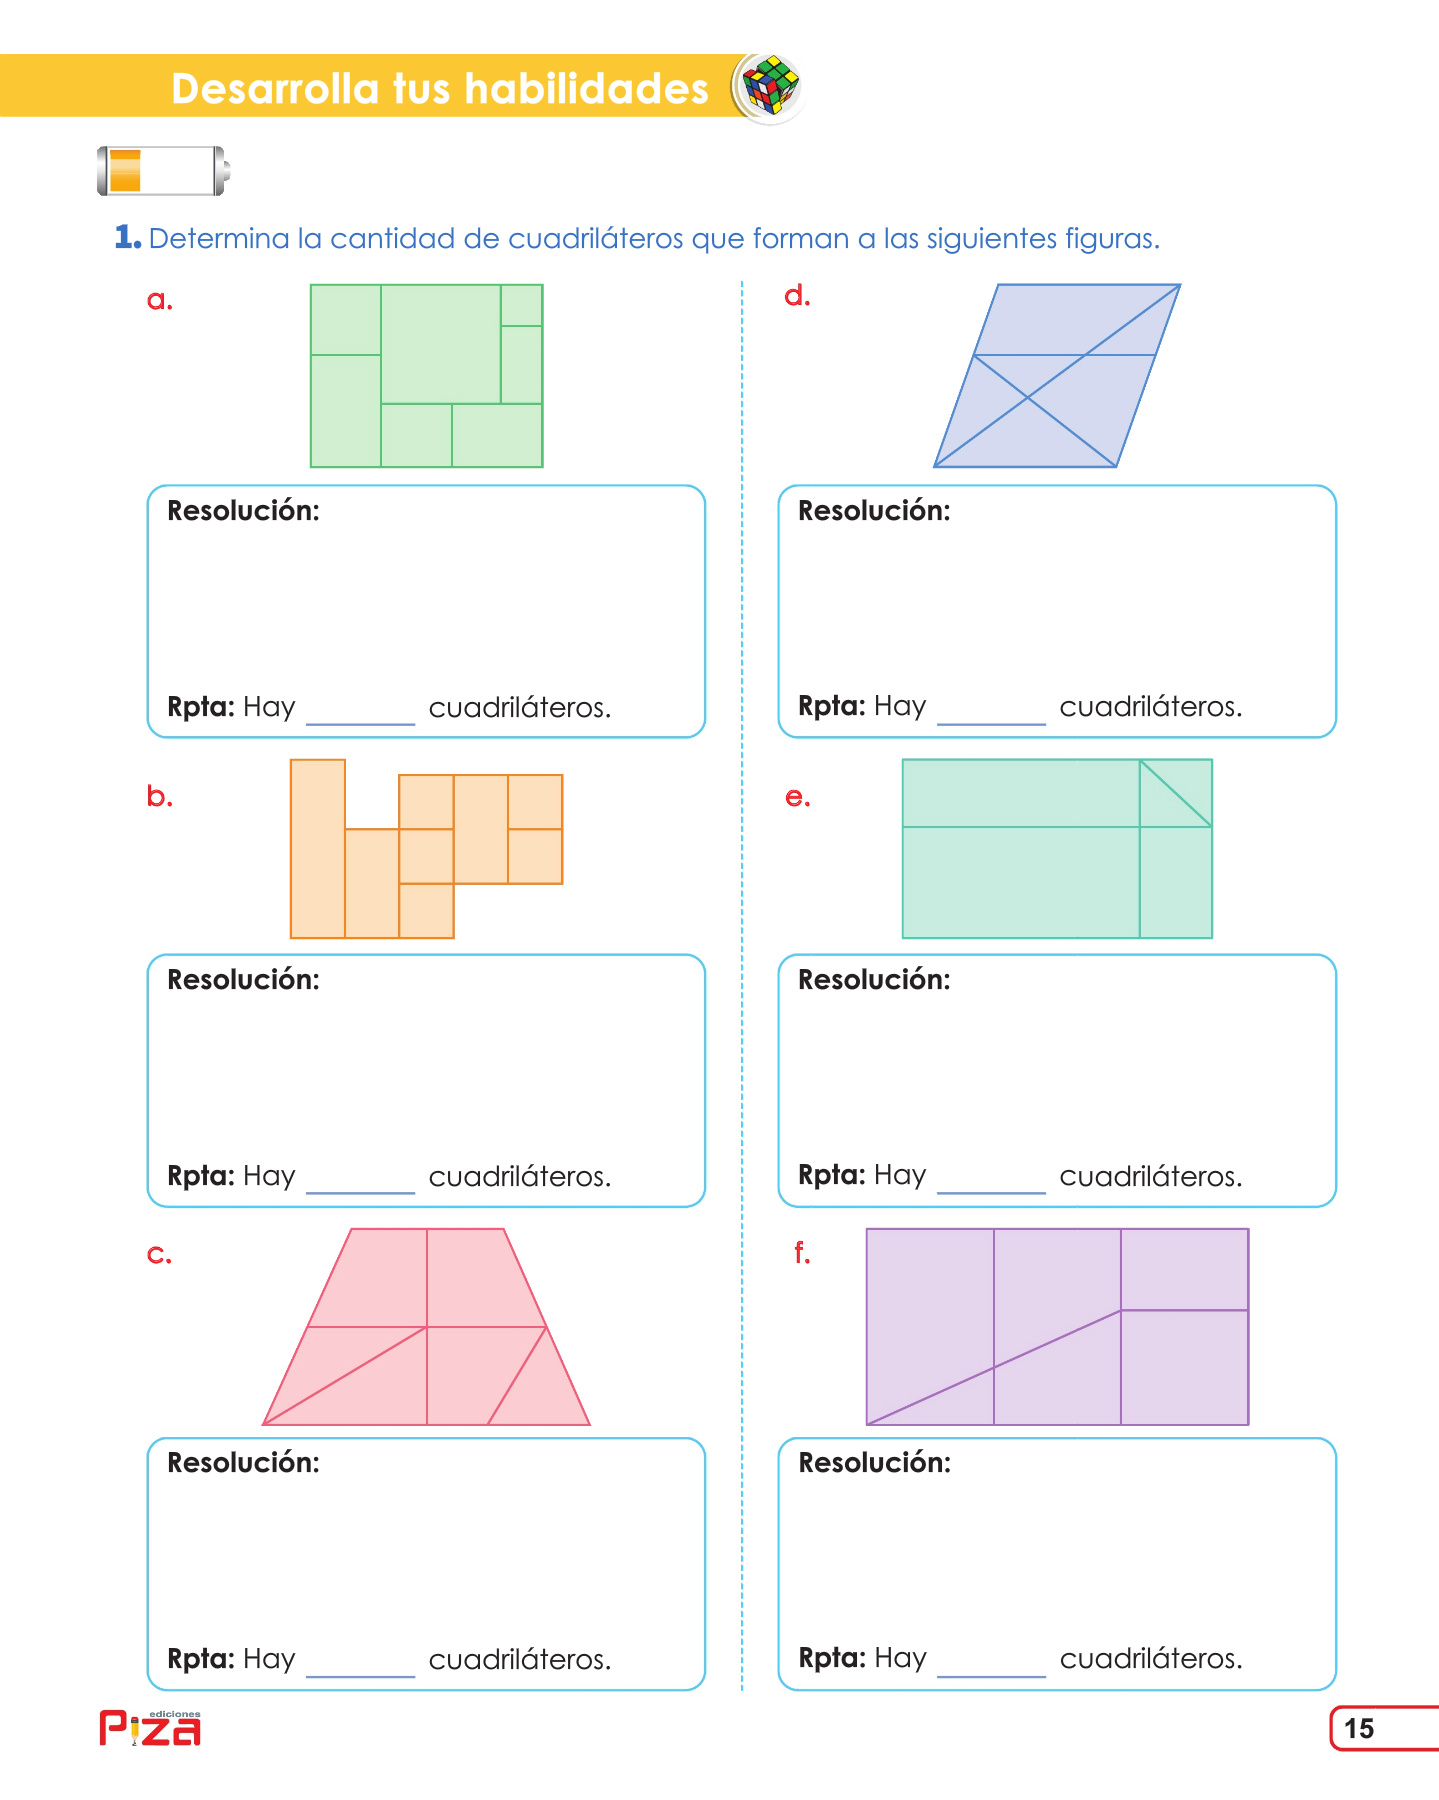 Desarrolla tus habilidades
1. Determina la cantidad de cuadriláteros que forman a las siguientes figuras.
a.
Resolución:
Rpta: Hay ______ cuadriláteros.
b.
Resolución:
Rpta: Hay ______ cuadriláteros.
c.
Resolución:
Rpta: Hay ______ cuadriláteros.
d.
Resolución:
Rpta: Hay ______ cuadriláteros.
e.
Resolución:
Rpta: Hay ______ cuadriláteros.
f.
Resolución:
Rpta: Hay ______ cuadriláteros.
ediciones
Piza
15